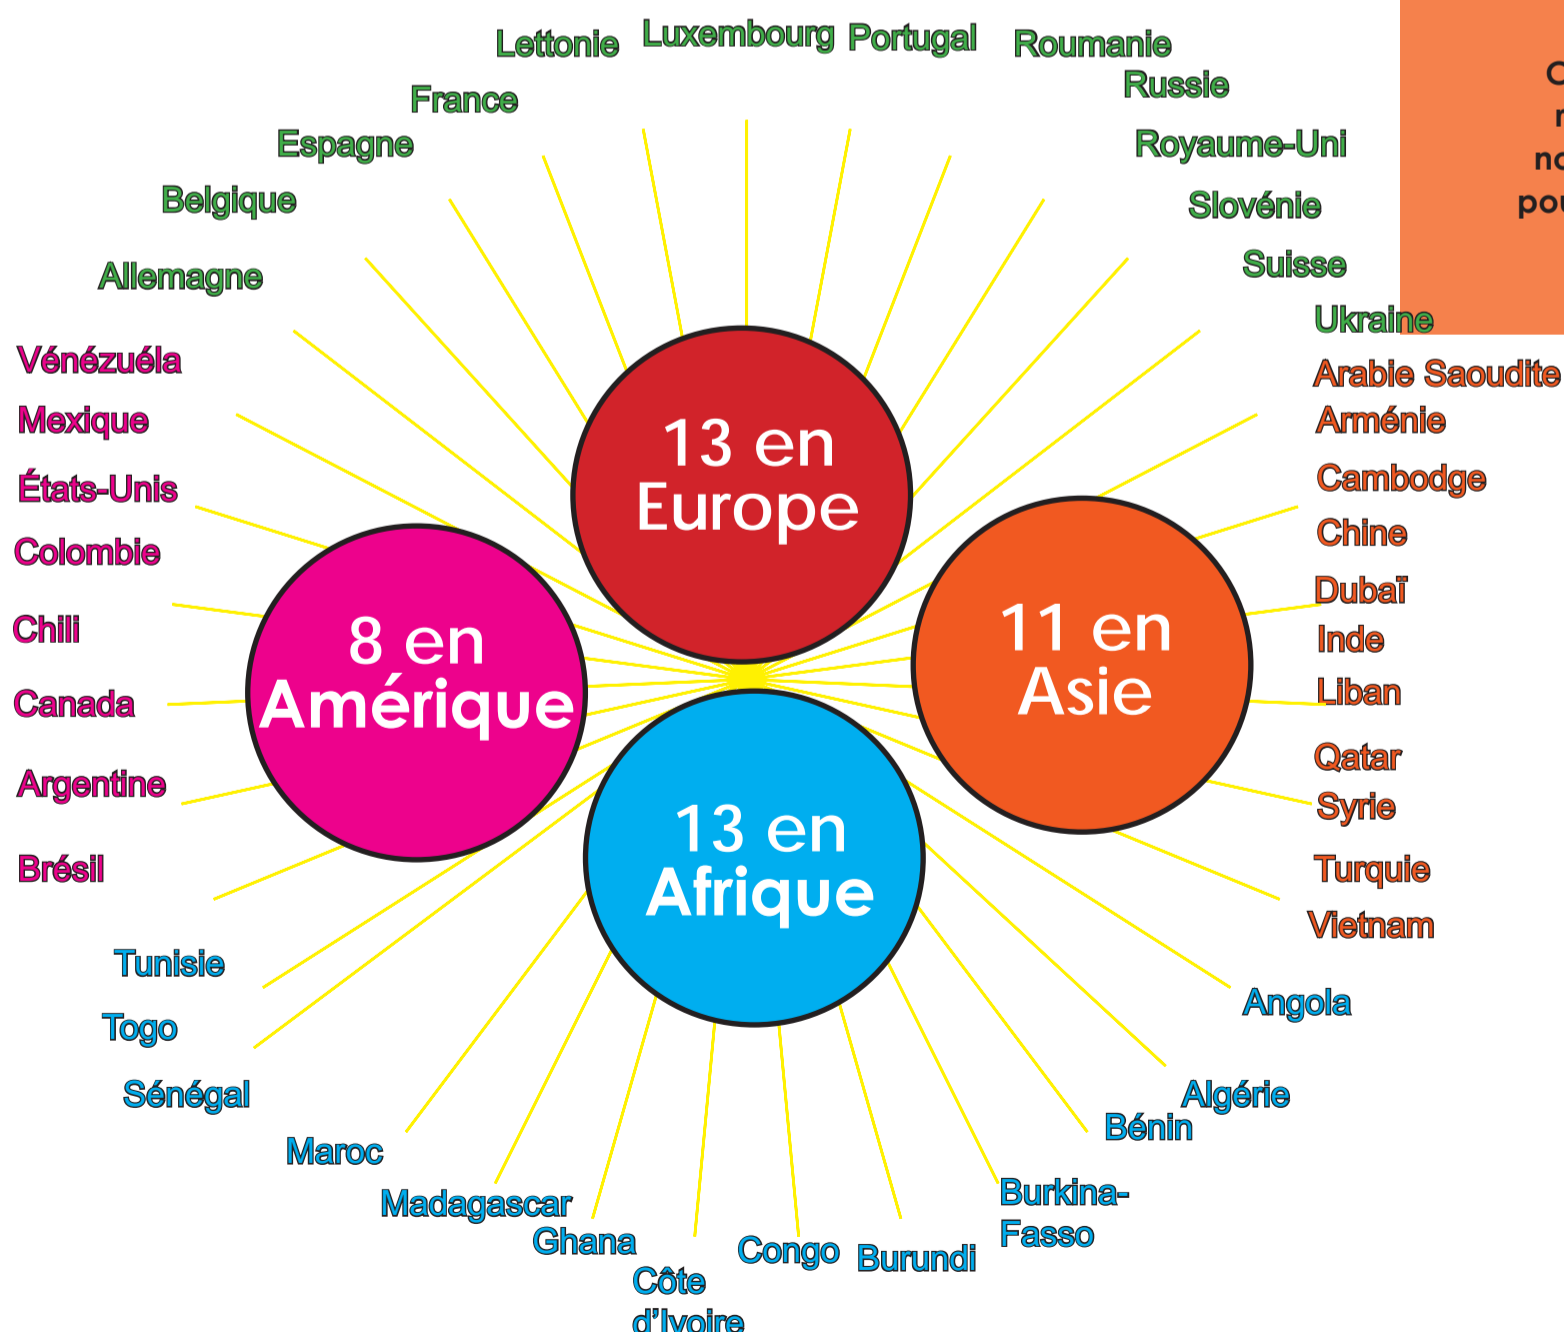 Lettonie
Luxembourg
Portugal
Roumanie
France
Russie
Espagne
Royaume-Uni
Belgique
Slovénie
Allemagne
Suisse
Ukraine
Vénézuéla
Mexique
États-Unis
Colombie
Chili
Canada
Argentine
Brésil
Arabie Saoudite
Arménie
Cambodge
Chine
Dubaï
Inde
Liban
Qatar
Syrie
Turquie
Vietnam
13 en
Europe
8 en
Amérique
11 en
Asie
13 en
Afrique
Tunisie
Togo
Sénégal
Maroc
Madagascar
Ghana
Côte
d'Ivoire
Congo
Burundi
Burkina-
Fasso
Bénin
Algérie
Angola